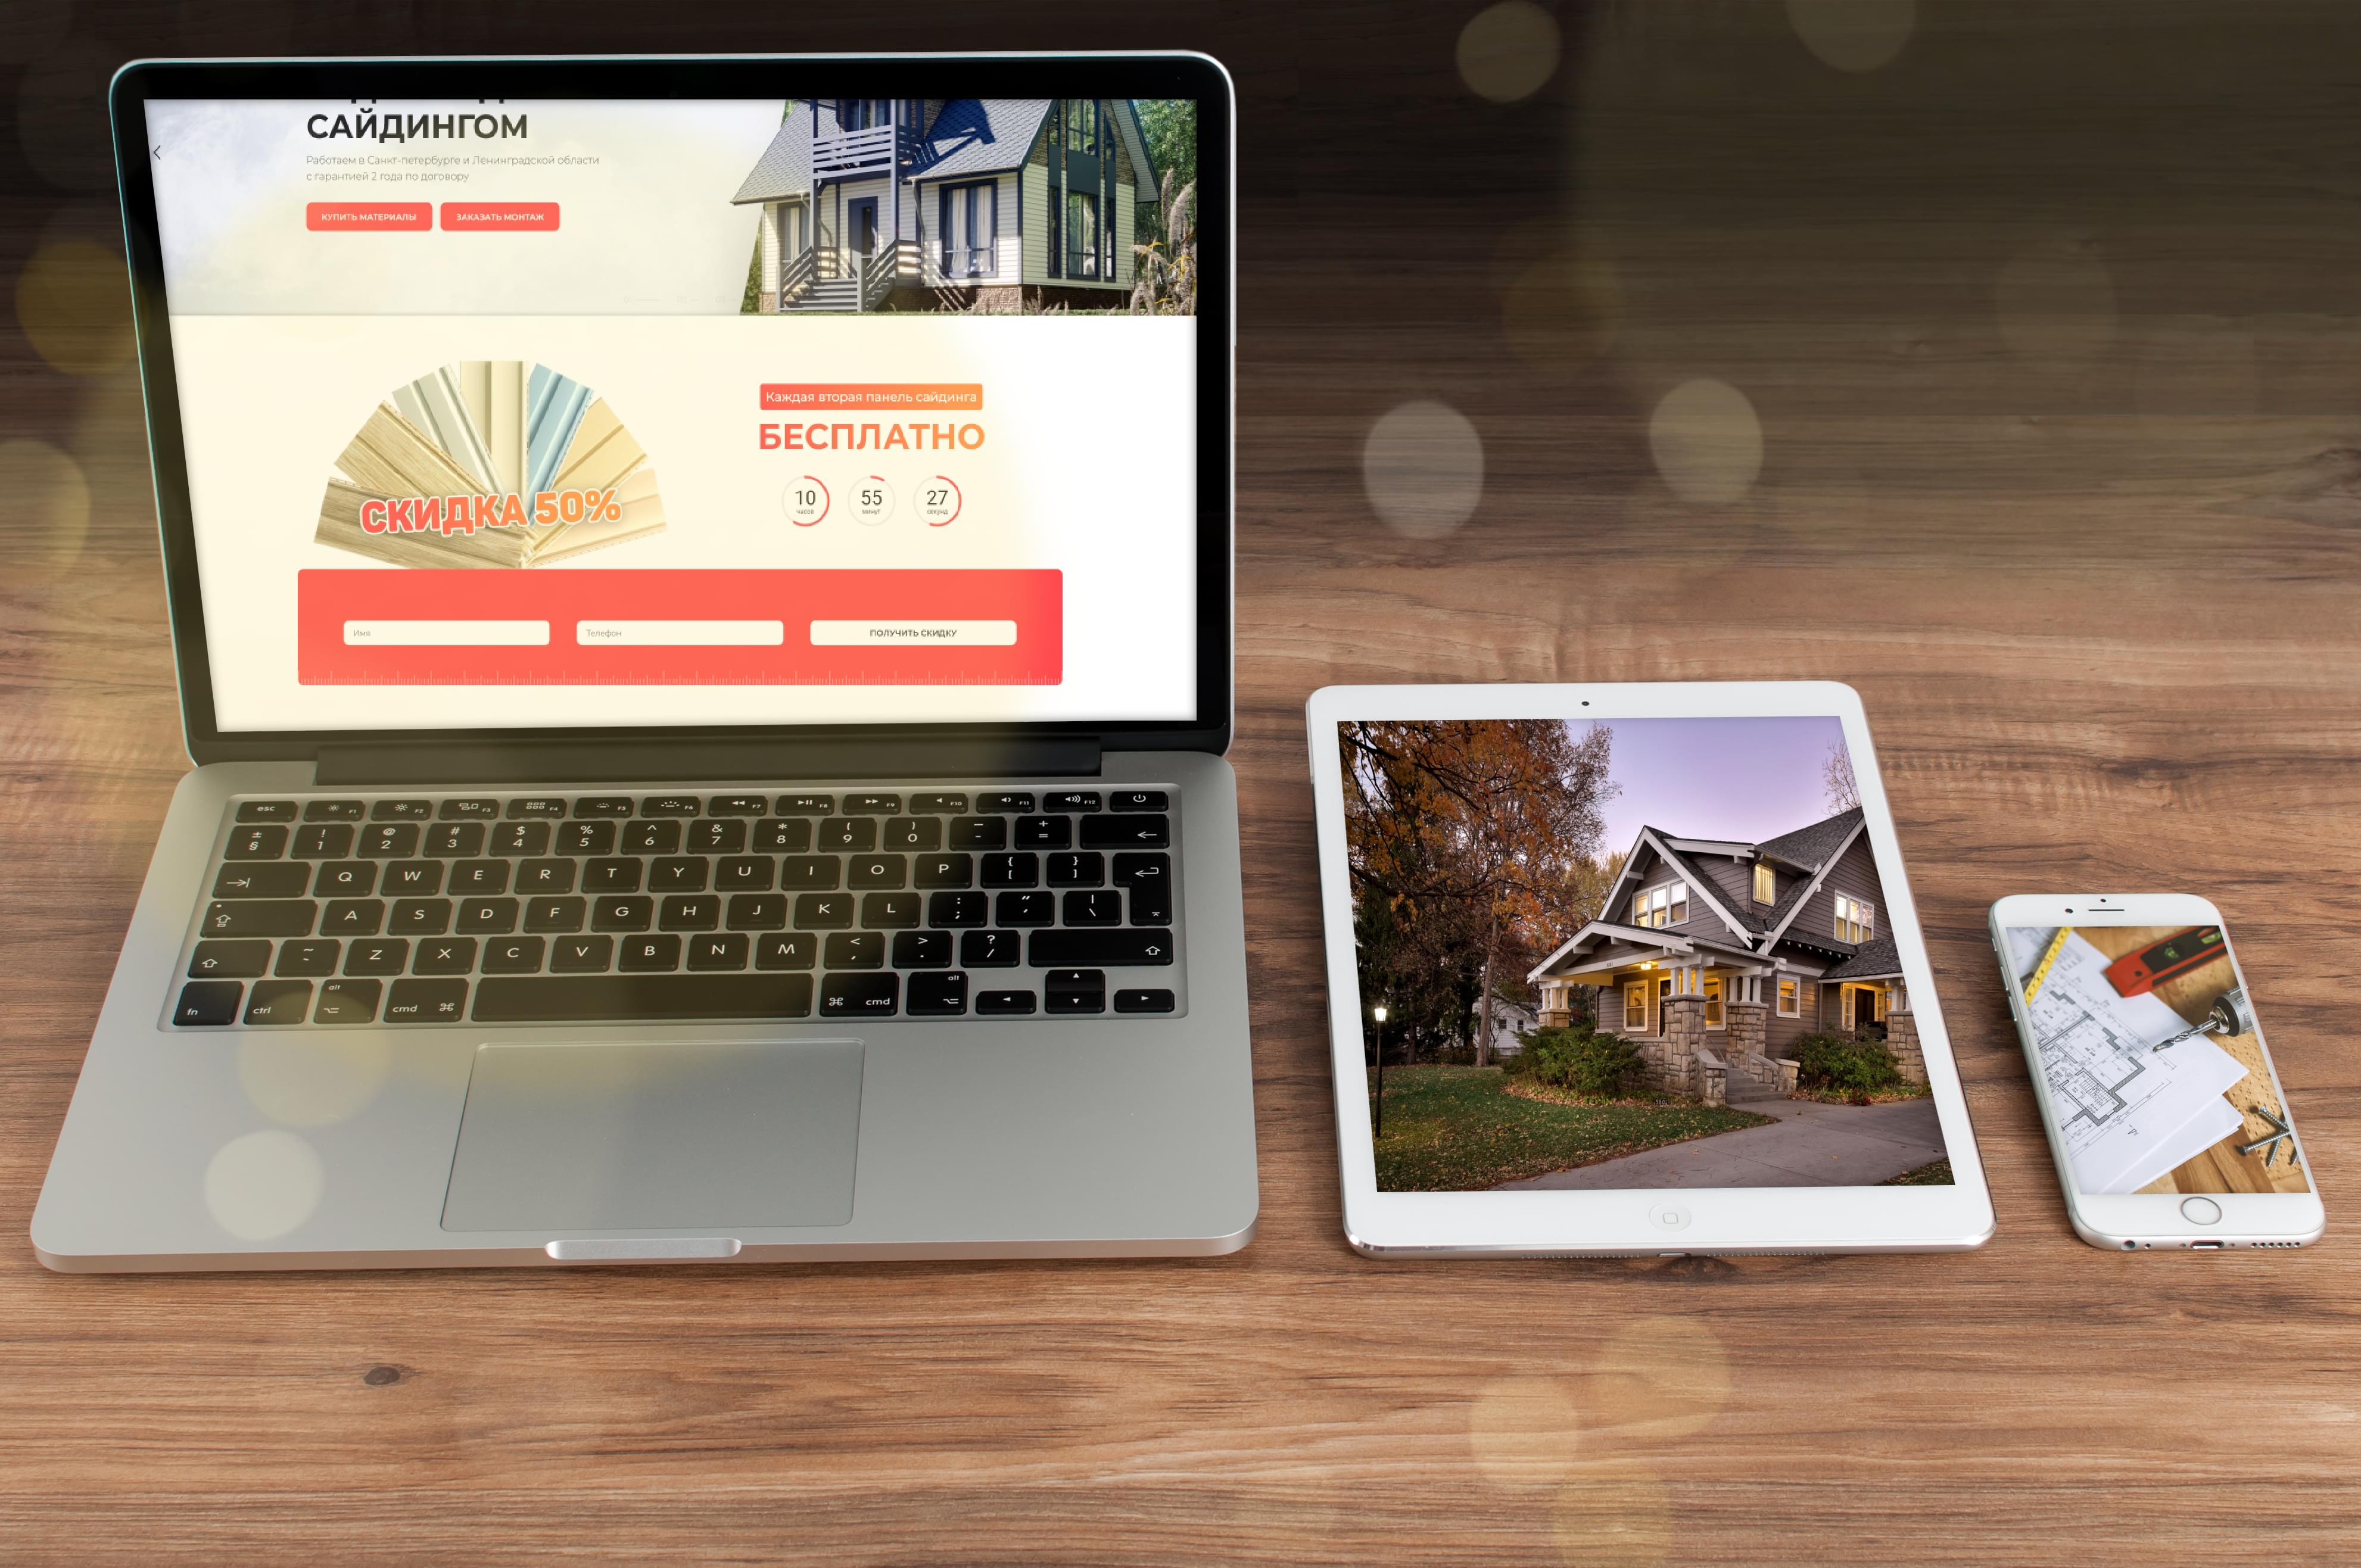 САЙДИНГОМ
Работаем в Санкт-петербурге и Ленинградской области
с гарантией 2 года по договору
КУПИТЬ МАТЕРИАЛЫ ЗАКАЗАТЬ МОНТАЖ
Каждая вторая панель сайдинга
БЕСПЛАТНО
10 55 27
часов минут секунд
СКИДКА 50%
Имя Телефон ПОЛУЧИТЬ СКИДКУ
esc F1 F2 F3 F4 F5 F6 F7 F8 F9 F10 F11 F12
± ! @ # $ % ^ & * ( ) _ +
§ 1 2 3 4 5 6 7 8 9 0 - =
Q W E R T Y U I O P { [ } ]
A S D F G H J K L : ; " ' | \
~ Z X C V B N M < , > . ? /
fn ctrl alt cmd ⌘ ⌘ cmd alt